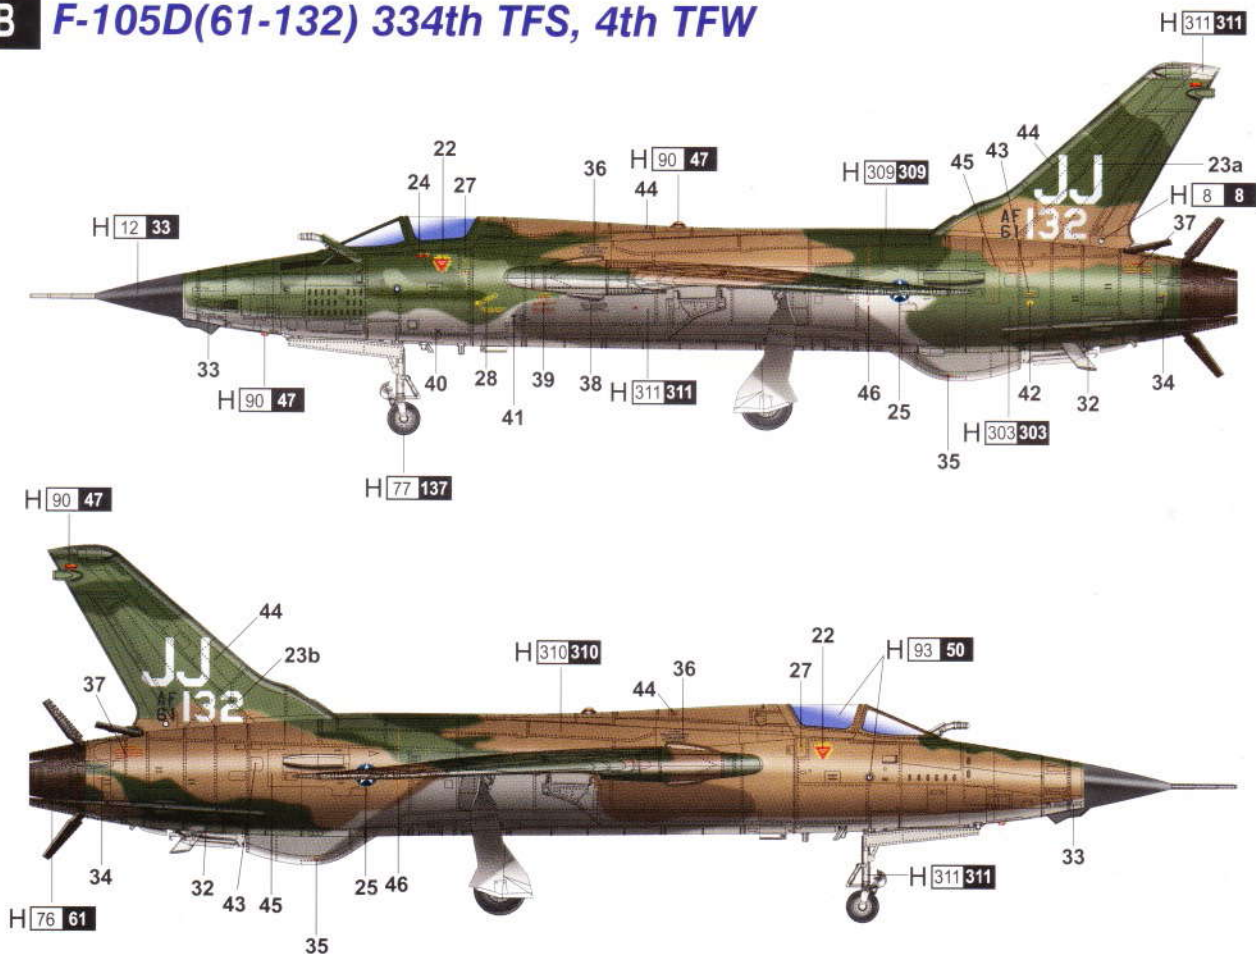 B F-105D(61-132) 334th TFS, 4th TFW
H 311 311
22
24
27
36
44
H 90 47
H 309 309
45
43
44
JJ
23a
AF
61
132
H 8 8
37
H 12 33
33
H 90 47
40
28
41
39
38
H 311 311
46
25
35
H 303 303
42
32
34
H 77 137
H 90 47
44
23b
JJ
AF
61
132
37
H 310 310
44
36
27
22
H 93 50
34
32
43
45
35
25
46
H 76 61
H 311 311
33